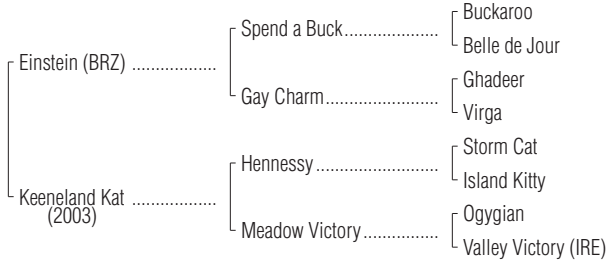 Buckaroo
Spend a Buck
Belle de Jour
Einstein (BRZ)
Ghadeer
Gay Charm
Virga
Storm Cat
Hennessy
Island Kitty
Keeneland Kat
(2003)
Ogygian
Meadow Victory
Valley Victory (IRE)